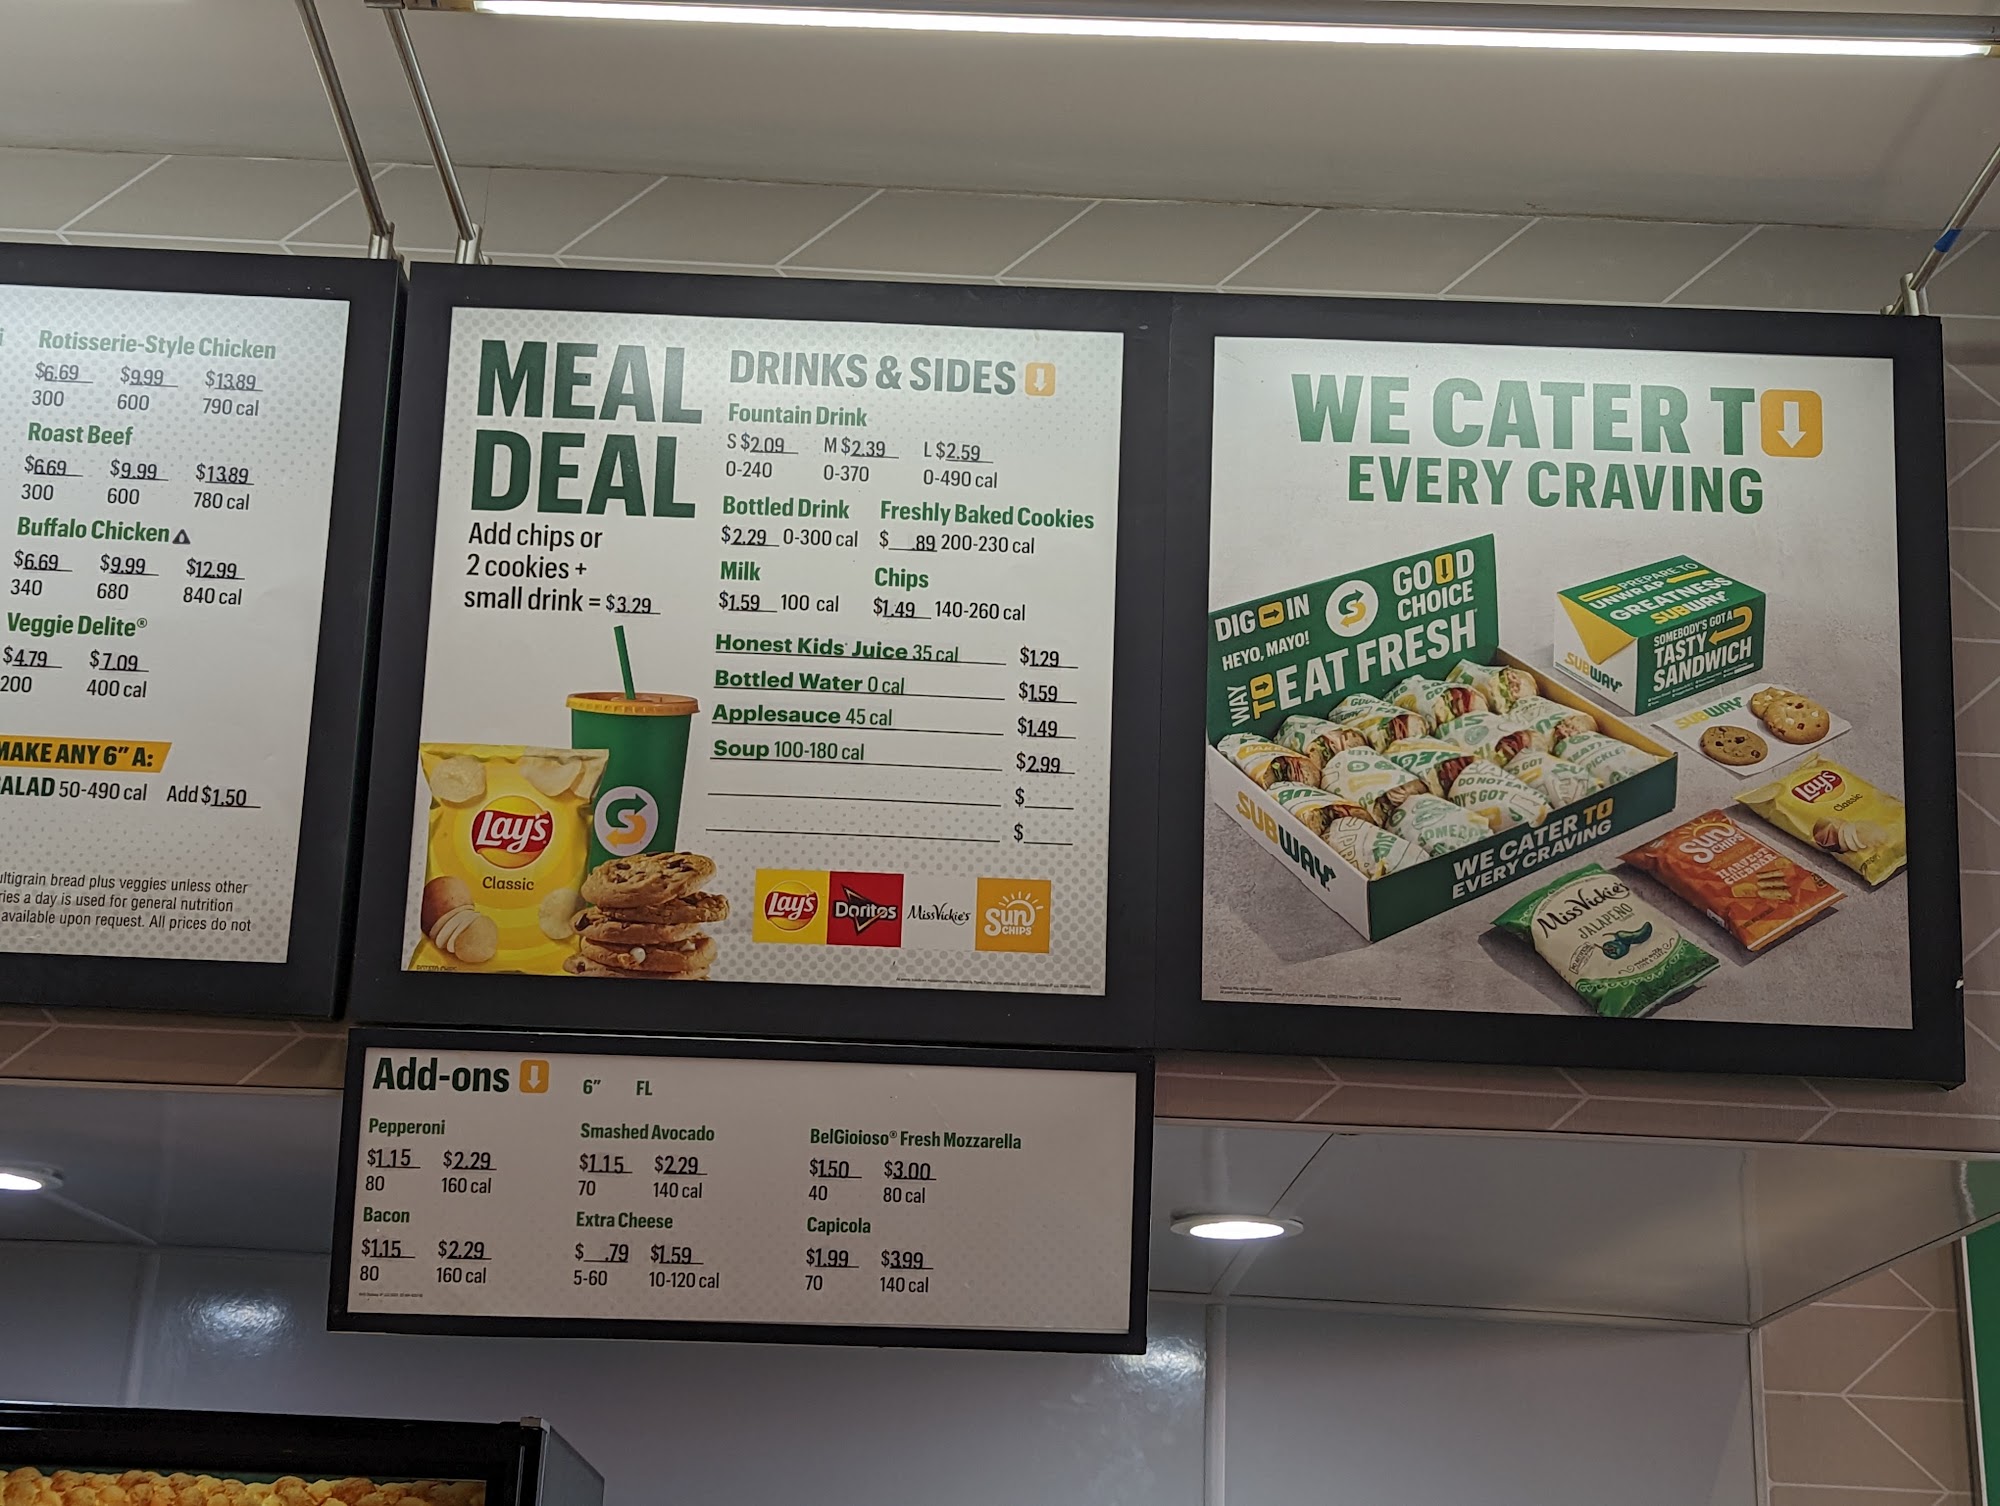 Rotisserie-Style Chicken
$6.69 $9.99 $13.89
300 600 790 cal
Roast Beef
$6.69 $9.99 $13.89
300 600 780 cal
Buffalo Chicken
$6.69 $9.99 $12.99
340 680 840 cal
Veggie Delite®
$4.79 $7.09
200 400 cal
MAKE ANY 6" A:
ALAD 50-490 cal Add $1.50
ultigrain bread plus veggies unless other
ries a day is used for general nutrition
available upon request. All prices do not
MEAL
DEAL
Add chips or
2 cookies +
small drink = $3.29
Lay's
Classic
DRINKS & SIDES
Fountain Drink
S $2.09 M $2.39 L $2.59
0-240 0-370 0-490 cal
Bottled Drink Freshly Baked Cookies
$2.29 0-300 cal $ .89 200-230 cal
Milk Chips
$1.59 100 cal $1.49 140-260 cal
Honest Kids® Juice 35 cal $1.29
Bottled Water 0 cal $1.59
Applesauce 45 cal $1.49
Soup 100-180 cal $2.99
$
$
Lay's Doritos Miss Vickie's Sun CHIPS
WE CATER TO
EVERY CRAVING
DIG IN
HEYO, MAYO!
GOOD
CHOICE
WAY
TO EAT FRESH
SUBWAY
WE CATER TO
EVERY CRAVING
PREPARE TO
UNWRAP
GREATNESS
SUBWAY
SUBWAY
SOMEBODY'S GOT A
TASTY
SANDWICH
SUBWAY
Lay's
Classic
Sun
CHIPS
HARVEST
CHEDDAR
Miss Vickie's
JALAPEÑO
Add-ons 6" FL
Pepperoni
$1.15 $2.29
80 160 cal
Bacon
$1.15 $2.29
80 160 cal
Smashed Avocado
$1.15 $2.29
70 140 cal
Extra Cheese
$ .79 $1.59
5-60 10-120 cal
BelGioioso® Fresh Mozzarella
$1.50 $3.00
40 80 cal
Capicola
$1.99 $3.99
70 140 cal